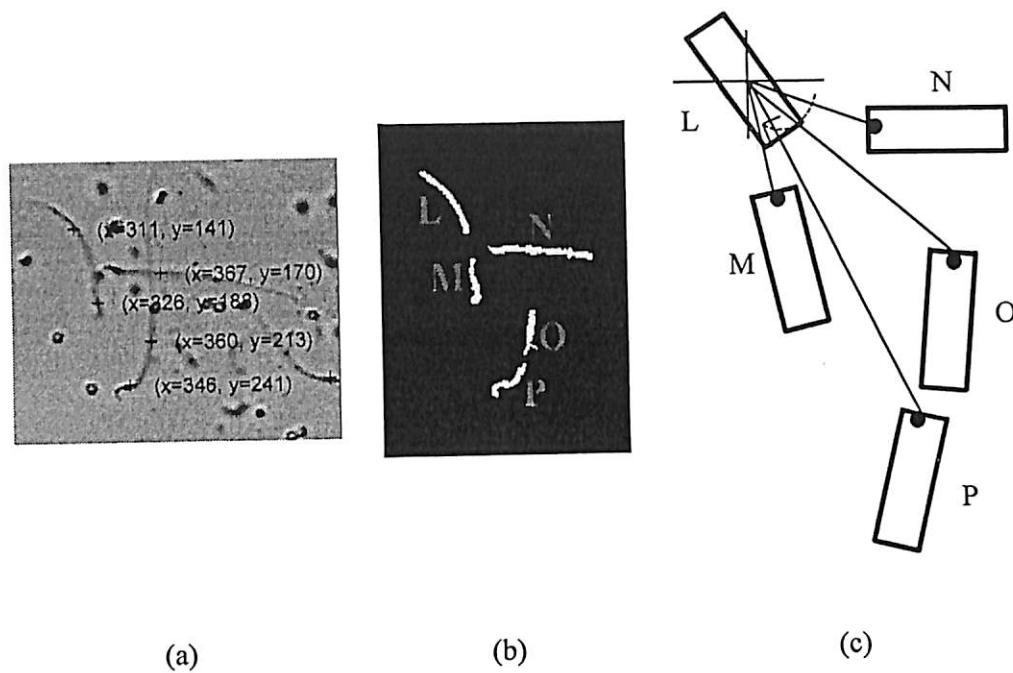 (x=311, y=141)
(x=367, y=170)
(x=326, y=188)
(x=360, y=213)
(x=346, y=241)
(a)
L
N
M
O
P
(b)
L
N
M
O
P
(c)